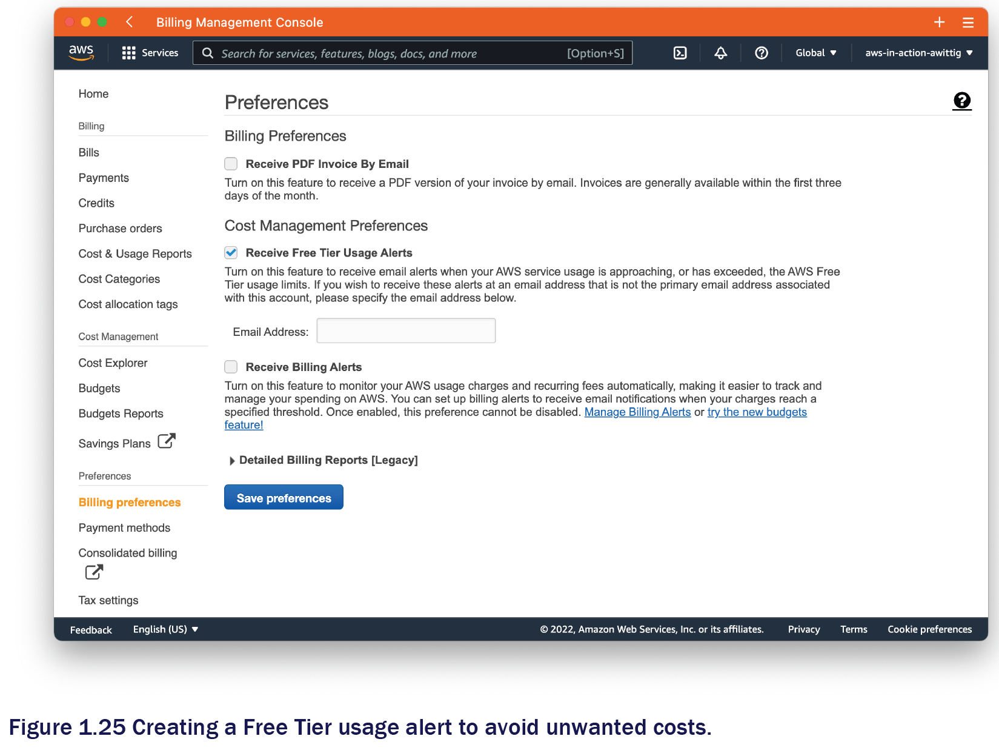 Billing Management Console
aws
Services
Search for services, features, blogs, docs, and more
[Option+S]
Global
aws-in-action-awittig
Home
Billing
Bills
Payments
Credits
Purchase orders
Cost & Usage Reports
Cost Categories
Cost allocation tags
Cost Management
Cost Explorer
Budgets
Budgets Reports
Savings Plans
Preferences
Billing preferences
Payment methods
Consolidated billing
Tax settings
Preferences
Billing Preferences
Receive PDF Invoice By Email
Turn on this feature to receive a PDF version of your invoice by email. Invoices are generally available within the first three
days of the month.
Cost Management Preferences
Receive Free Tier Usage Alerts
Turn on this feature to receive email alerts when your AWS service usage is approaching, or has exceeded, the AWS Free
Tier usage limits. If you wish to receive these alerts at an email address that is not the primary email address associated
with this account, please specify the email address below.
Email Address:
Receive Billing Alerts
Turn on this feature to monitor your AWS usage charges and recurring fees automatically, making it easier to track and
manage your spending on AWS. You can set up billing alerts to receive email notifications when your charges reach a
specified threshold. Once enabled, this preference cannot be disabled. Manage Billing Alerts or try the new budgets
feature!
Detailed Billing Reports [Legacy]
Save preferences
Feedback
English (US)
© 2022, Amazon Web Services, Inc. or its affiliates.
Privacy
Terms
Cookie preferences
Figure 1.25 Creating a Free Tier usage alert to avoid unwanted costs.